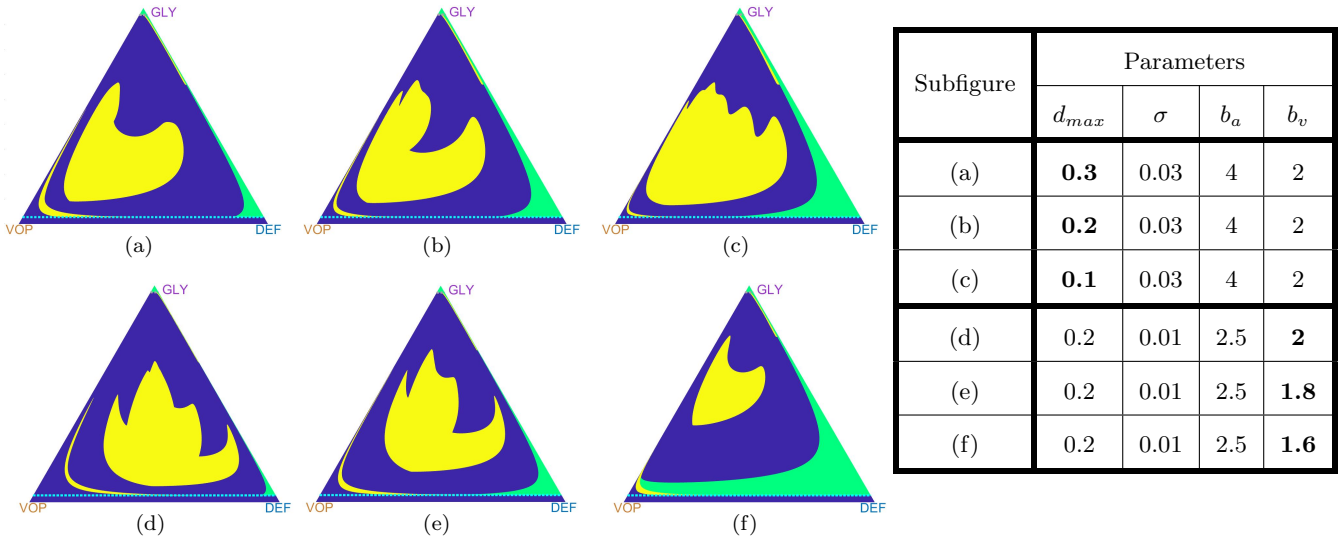 GLY
VOP
DEF
(a)
GLY
VOP
DEF
(b)
GLY
VOP
DEF
(c)
GLY
VOP
DEF
(d)
GLY
VOP
DEF
(e)
GLY
VOP
DEF
(f)
Subfigure Parameters
d_max σ b_a b_v
(a) 0.3 0.03 4 2
(b) 0.2 0.03 4 2
(c) 0.1 0.03 4 2
(d) 0.2 0.01 2.5 2
(e) 0.2 0.01 2.5 1.8
(f) 0.2 0.01 2.5 1.6